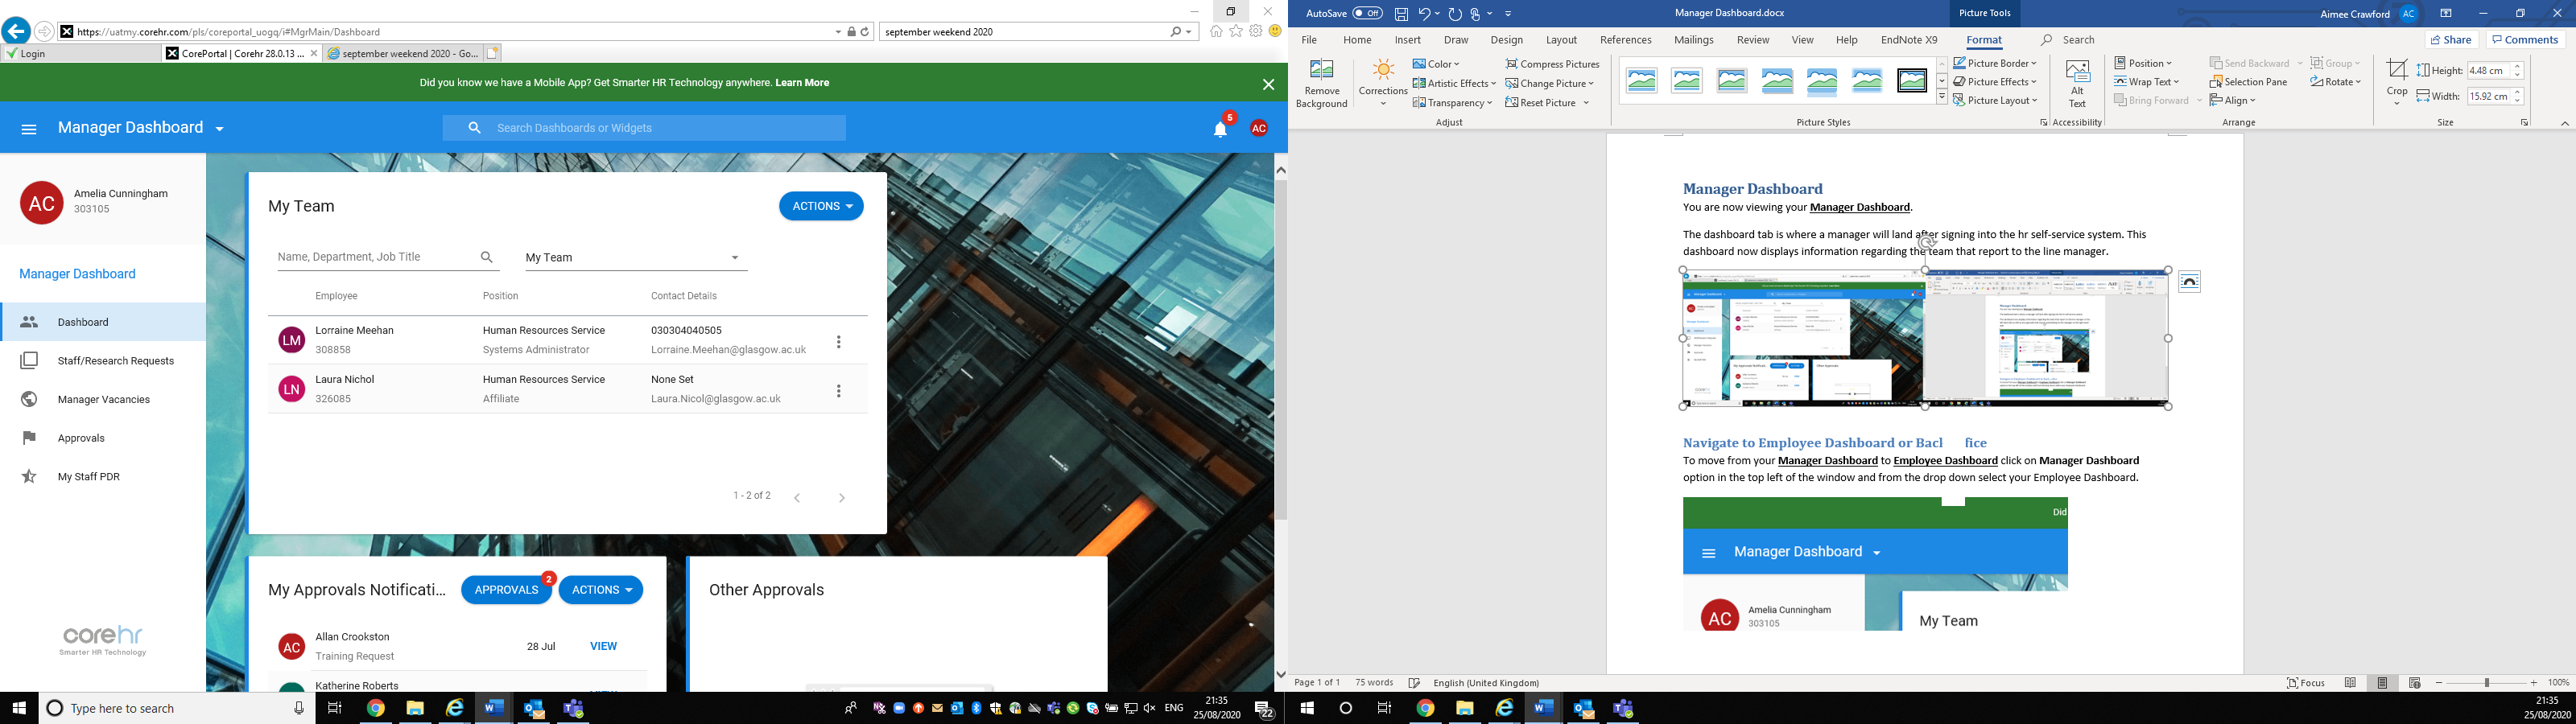 https://uatmy.corehr.com/pls/coreportal_uogq/i#MgrMain/Dashboard
september weekend 2020
Login
CorePortal | Corehr 28.0.13 ...
september weekend 2020 - Go...
Did you know we have a Mobile App? Get Smarter HR Technology anywhere. Learn More
Manager Dashboard
Search Dashboards or Widgets
5
AC
AC
Amelia Cunningham
303105
Manager Dashboard
Dashboard
Staff/Research Requests
Manager Vacancies
Approvals
My Staff PDR
corehr
Smarter HR Technology
My Team
ACTIONS
Name, Department, Job Title
My Team
Employee Position Contact Details
LM
Lorraine Meehan Human Resources Service 030304040505
308858 Systems Administrator Lorraine.Meehan@glasgow.ac.uk
LN
Laura Nichol Human Resources Service None Set
326085 Affiliate Laura.Nicol@glasgow.ac.uk
1 - 2 of 2
My Approvals Notificati...
APPROVALS
2
ACTIONS
AC
Allan Crookston
Training Request
28 Jul
VIEW
Katherine Roberts
Other Approvals
Type here to search
ENG
21:35
25/08/2020
22
AutoSave Off
Manager Dashboard.docx
Picture Tools
Aimee Crawford
AC
File Home Insert Draw Design Layout References Mailings Review View Help EndNote X9 Format Search
Share
Comments
Remove
Background
Corrections
Color
Artistic Effects
Transparency
Compress Pictures
Change Picture
Reset Picture
Adjust
Picture Styles
Picture Border
Picture Effects
Picture Layout
Alt
Text
Accessibility
Position
Wrap Text
Bring Forward
Send Backward
Selection Pane
Align
Group
Rotate
Arrange
Crop
Height: 4.48 cm
Width: 15.92 cm
Size
Manager Dashboard
You are now viewing your Manager Dashboard.
The dashboard tab is where a manager will land after signing into the hr self-service system. This
dashboard now displays information regarding the team that report to the line manager.
Navigate to Employee Dashboard or Bacl fice
To move from your Manager Dashboard to Employee Dashboard click on Manager Dashboard
option in the top left of the window and from the drop down select your Employee Dashboard.
Did
Manager Dashboard
AC
Amelia Cunningham
303105
My Team
Page 1 of 1 75 words English (United Kingdom)
Focus
100%
21:35
25/08/2020